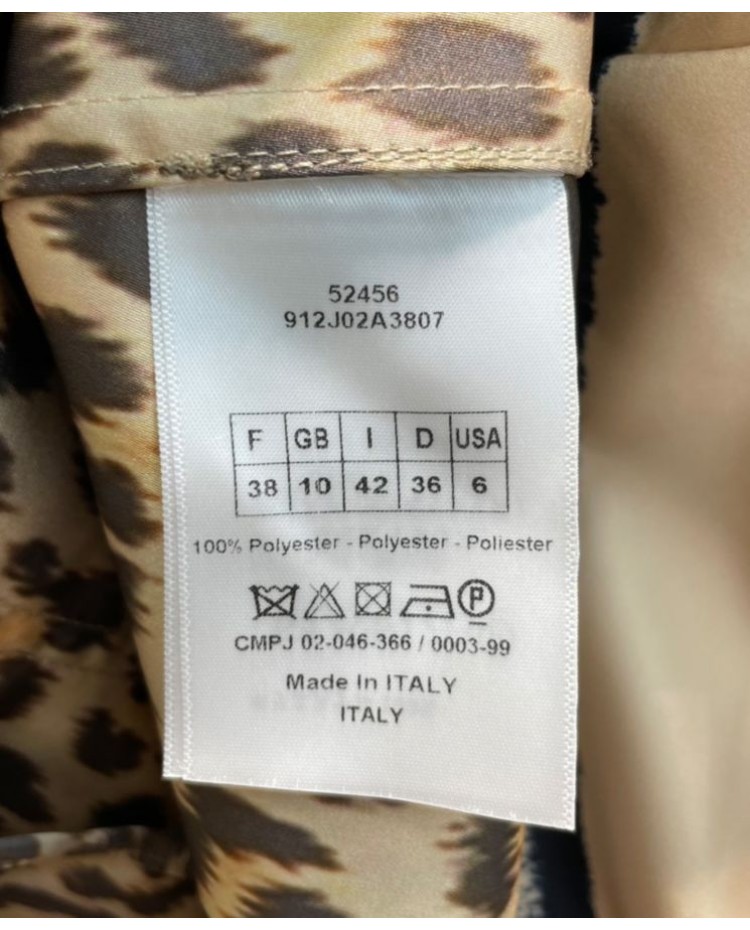 52456
912J02A3807
F GB I D USA
38 10 42 36 6
100% Polyester - Polyester - Poliester
P
CMPJ 02-046-366 / 0003-99
Made In ITALY
ITALY